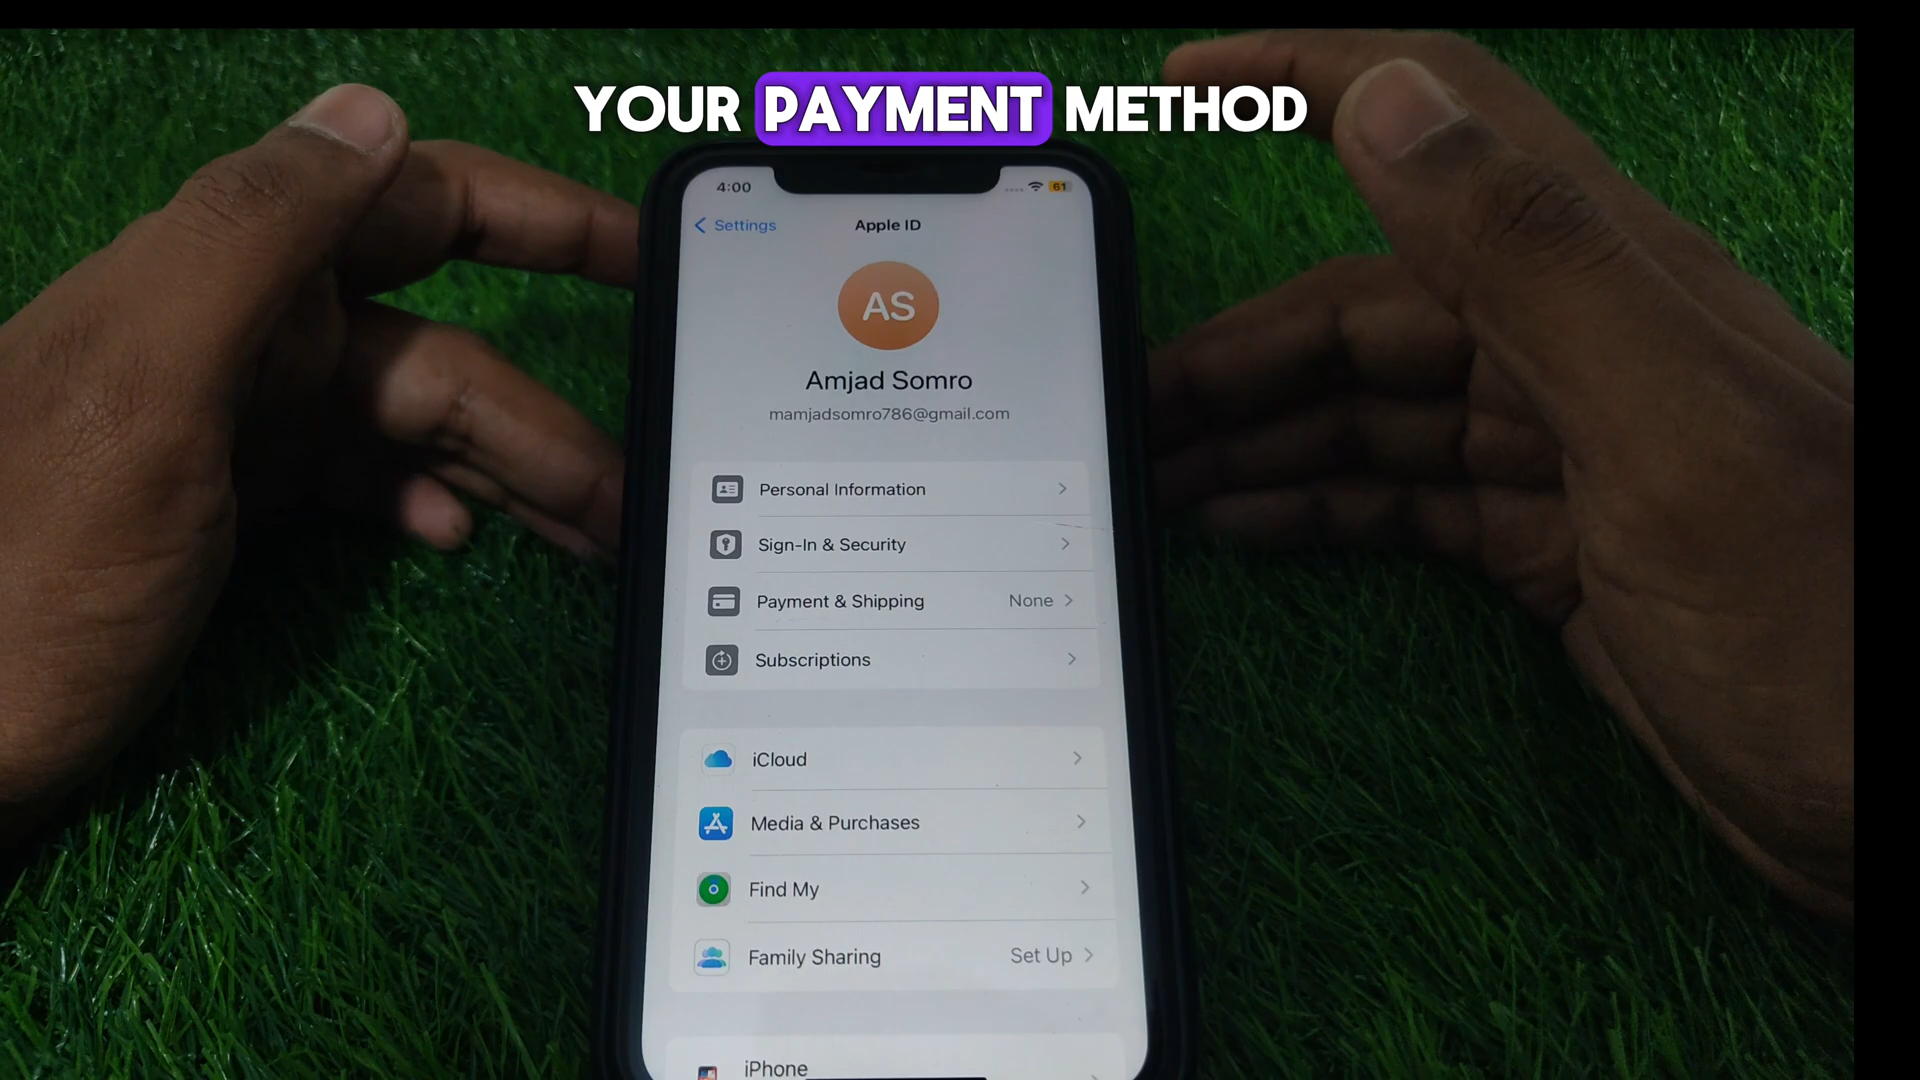 YOUR PAYMENT METHOD
4:00
61
Settings
Apple ID
AS
Amjad Somro
mamjadsomro786@gmail.com
Personal Information
Sign-In & Security
Payment & Shipping None
Subscriptions
iCloud
Media & Purchases
Find My
Family Sharing Set Up
iPhone